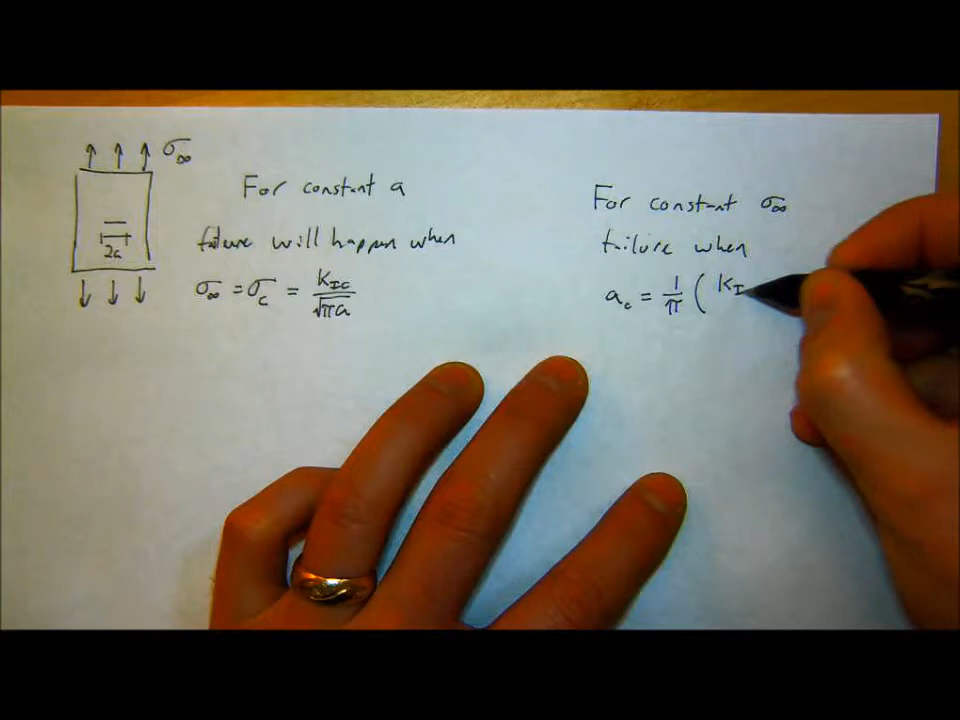 σ∞
2a
For constant a
failure will happen when
σ∞ = σc = KIc / √πa
For constant σ∞
failure when
ac = 1/π ( KI